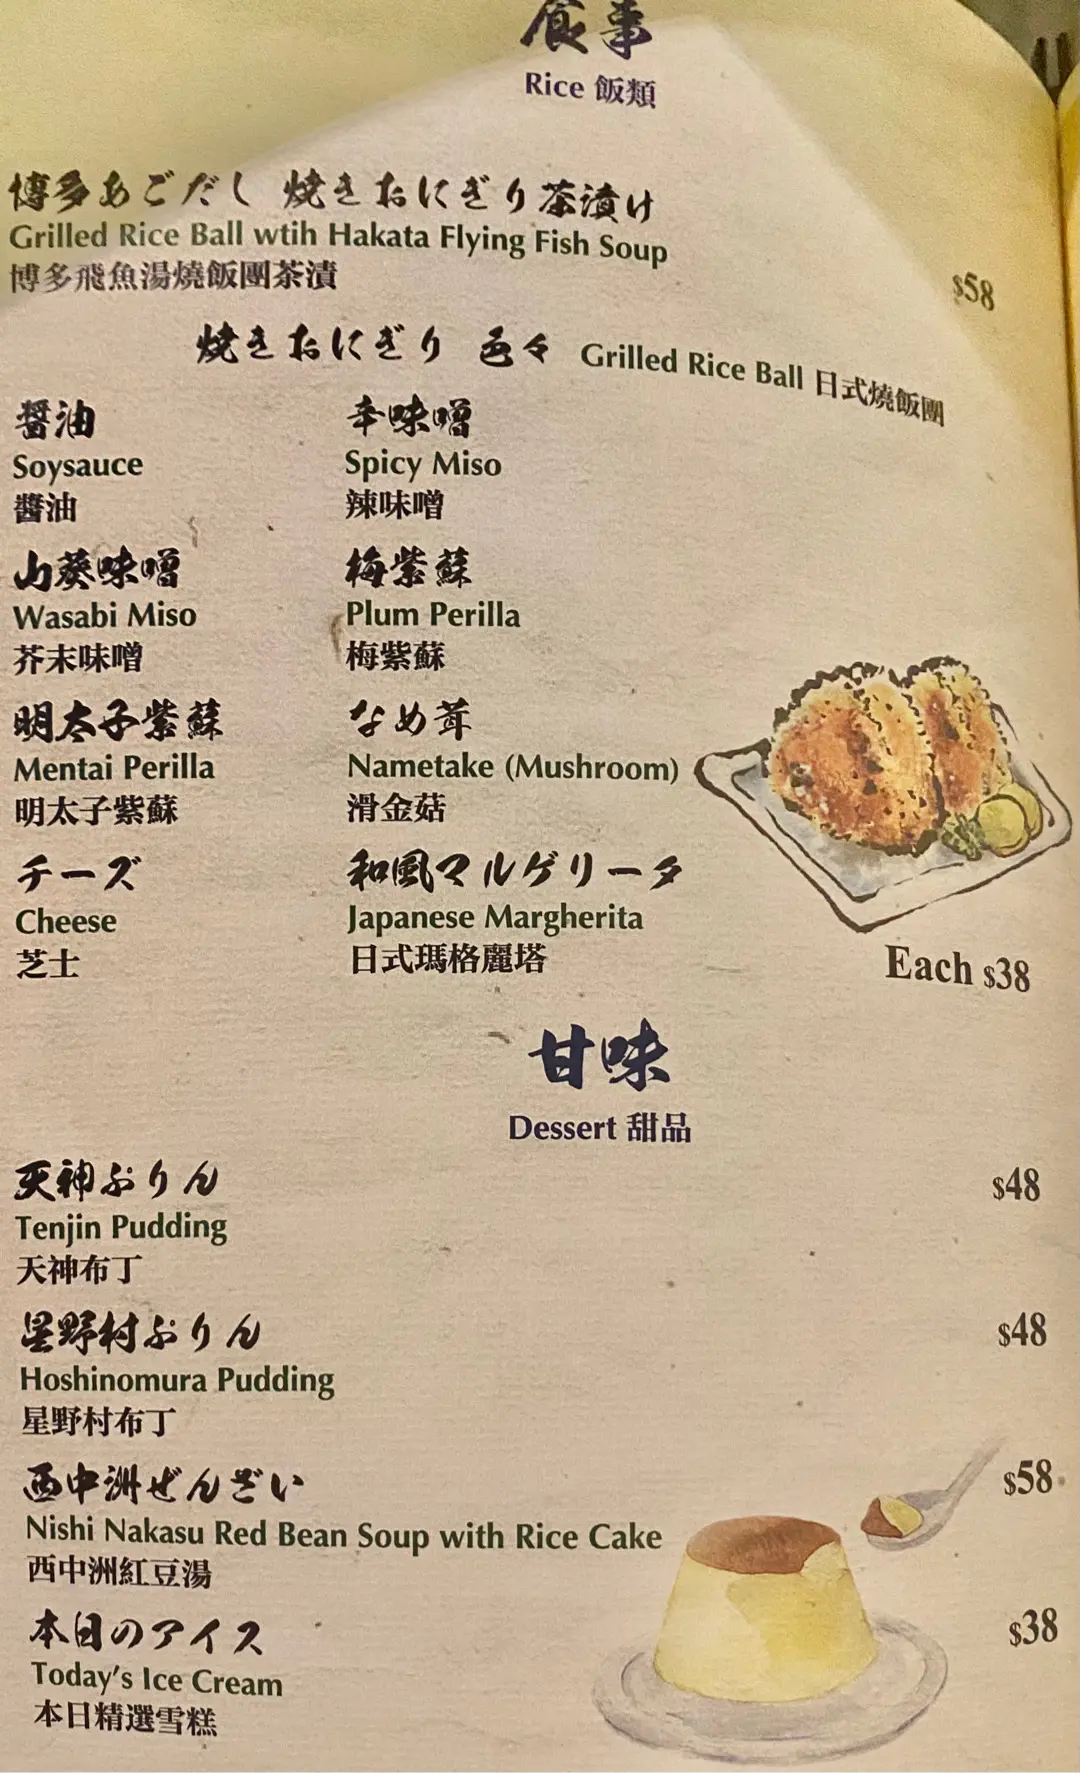 食事
Rice 飯類
博多あごだし 焼きおにぎり茶漬け
Grilled Rice Ball wtih Hakata Flying Fish Soup
博多飛魚湯燒飯團茶漬
$58
焼きおにぎり 色々 Grilled Rice Ball 日式燒飯團
醤油 辛味噌
Soysauce Spicy Miso
醬油 辣味噌
山葵味噌 梅紫蘇
Wasabi Miso Plum Perilla
芥末味噌 梅紫蘇
明太子紫蘇 なめ茸
Mentai Perilla Nametake (Mushroom)
明太子紫蘇 滑金菇
チーズ 和風マルゲリータ
Cheese Japanese Margherita
芝士 日式瑪格麗塔
Each $38
甘味
Dessert 甜品
天神ぷりん $48
Tenjin Pudding
天神布丁
星野村ぷりん $48
Hoshinomura Pudding
星野村布丁
西中洲ぜんざい $58
Nishi Nakasu Red Bean Soup with Rice Cake
西中洲紅豆湯
本日のアイス $38
Today's Ice Cream
本日精選雪糕